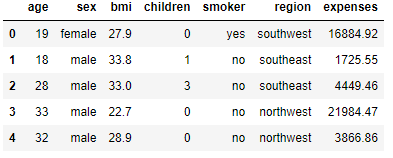 age sex bmi children smoker region expenses
0 19 female 27.9 0 yes southwest 16884.92
1 18 male 33.8 1 no southeast 1725.55
2 28 male 33.0 3 no southeast 4449.46
3 33 male 22.7 0 no northwest 21984.47
4 32 male 28.9 0 no northwest 3866.86